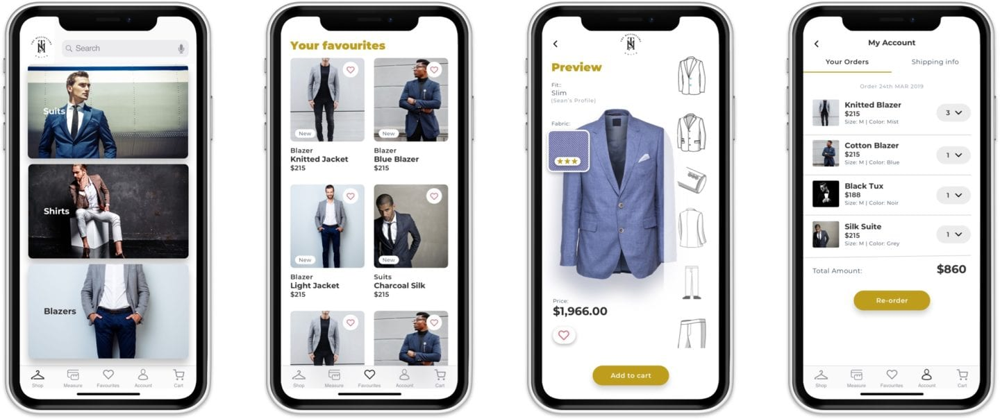 Search
Suits
Shirts
Blazers
Shop
Measure
Favourites
Account
Cart
Your favourites
New
New
Blazer
Knitted Jacket
$215
Blazer
Blue Blazer
$215
New
New
Blazer
Light Jacket
$215
Suits
Charcoal Silk
$215
Shop
Measure
Favourites
Account
Cart
Preview
Fit::
Slim
(Sean's Profile)
Fabric:
Price:
$1,966.00
Add to cart
My Account
Your Orders
Shipping info
Order 24th MAR 2019
Knitted Blazer
$215
Size: M | Color: Mist
3
Cotton Blazer
$215
Size: M | Color: Blue
1
Black Tux
$188
Size: M | Color: Noir
1
Silk Suite
$215
Size: M | Color: Grey
1
Total Amount:
$860
Re-order
Shop
Measure
Favourites
Account
Cart